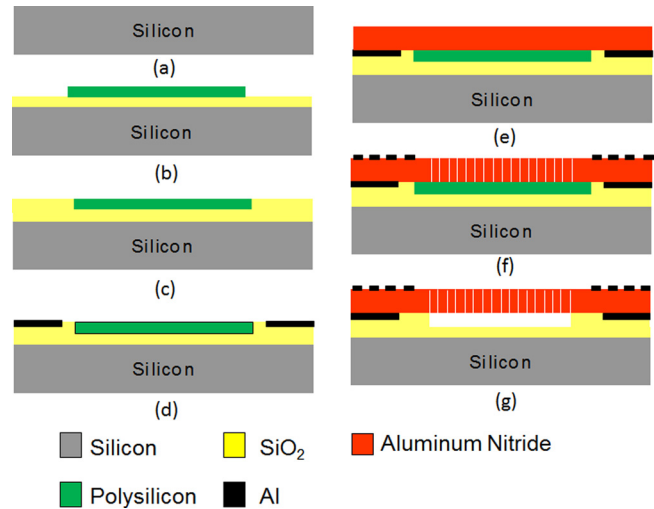 Silicon
(a)
Silicon
(b)
Silicon
(c)
Silicon
(d)
Silicon
(e)
Silicon
(f)
Silicon
(g)
Silicon
SiO2
Aluminum Nitride
Polysilicon
Al